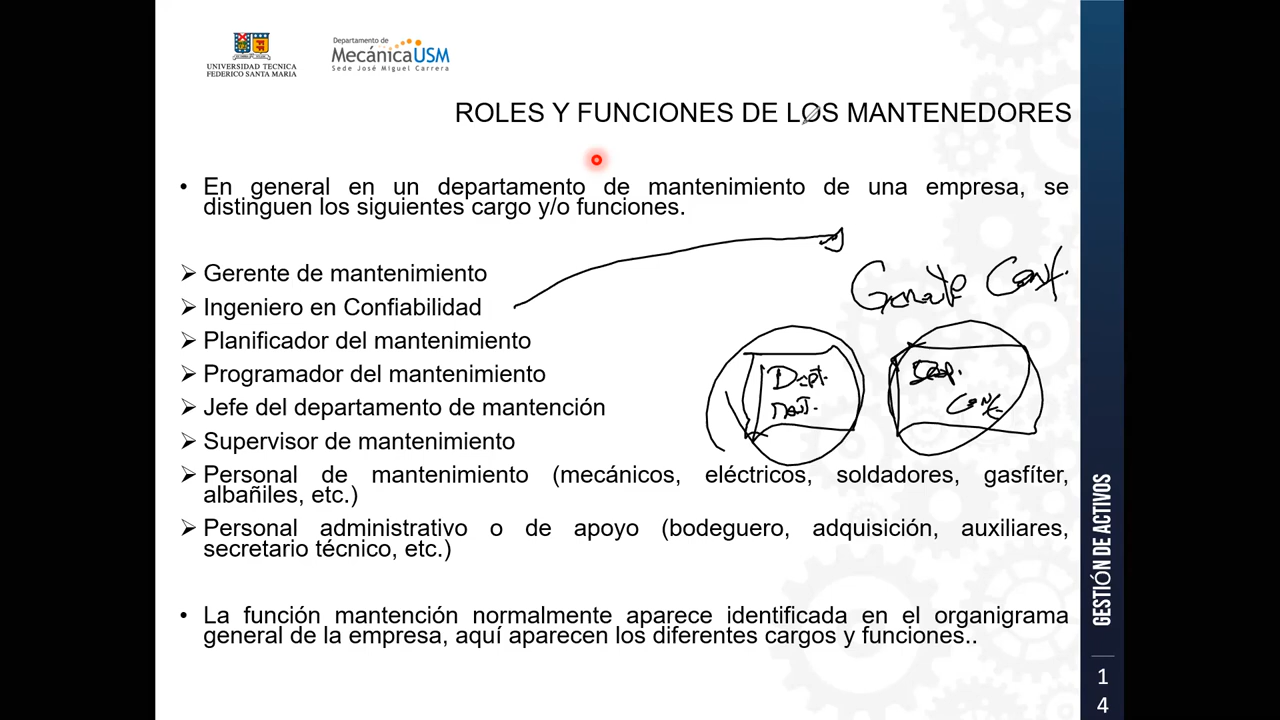 UNIVERSIDAD TECNICA
FEDERICO SANTA MARIA
Departamento de
MecánicaUSM
Sede José Miguel Carrera
ROLES Y FUNCIONES DE LOS MANTENEDORES
• En general en un departamento de mantenimiento de una empresa, se
distinguen los siguientes cargo y/o funciones.
Gerente de mantenimiento
Ingeniero en Confiabilidad
Planificador del mantenimiento
Programador del mantenimiento
Jefe del departamento de mantención
Supervisor de mantenimiento
Personal de mantenimiento (mecánicos, eléctricos, soldadores, gasfíter,
albañiles, etc.)
Personal administrativo o de apoyo (bodeguero, adquisición, auxiliares,
secretario técnico, etc.)
• La función mantención normalmente aparece identificada en el organigrama
general de la empresa, aquí aparecen los diferentes cargos y funciones..
Gerente Conf.
Dept.
Mant.
Conf.
GESTIÓN DE ACTIVOS
1
4